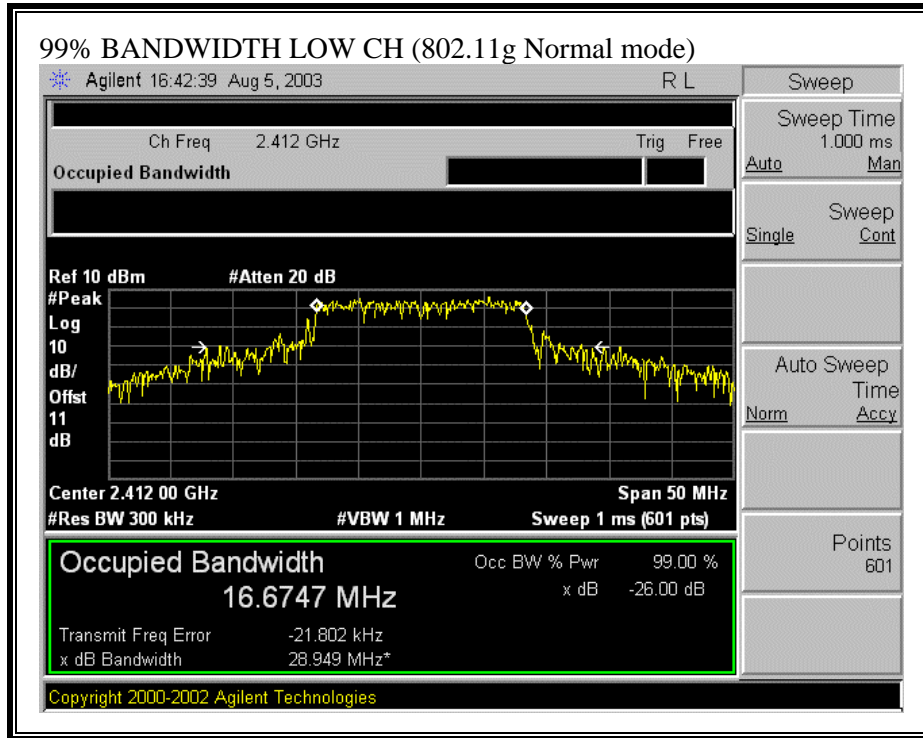 99% BANDWIDTH LOW CH (802.11g Normal mode)
Agilent 16:42:39 Aug 5, 2003 R L
Sweep
Ch Freq 2.412 GHz Trig Free
Occupied Bandwidth
Sweep Time
1.000 ms
Auto Man
Sweep
Single Cont
Ref 10 dBm #Atten 20 dB
#Peak
Log
10
dB/
Offst
11
dB
Auto Sweep
Time
Norm Accy
Center 2.412 00 GHz Span 50 MHz
#Res BW 300 kHz #VBW 1 MHz Sweep 1 ms (601 pts)
Points
601
Occupied Bandwidth Occ BW % Pwr 99.00 %
16.6747 MHz x dB -26.00 dB
Transmit Freq Error -21.802 kHz
x dB Bandwidth 28.949 MHz*
Copyright 2000-2002 Agilent Technologies